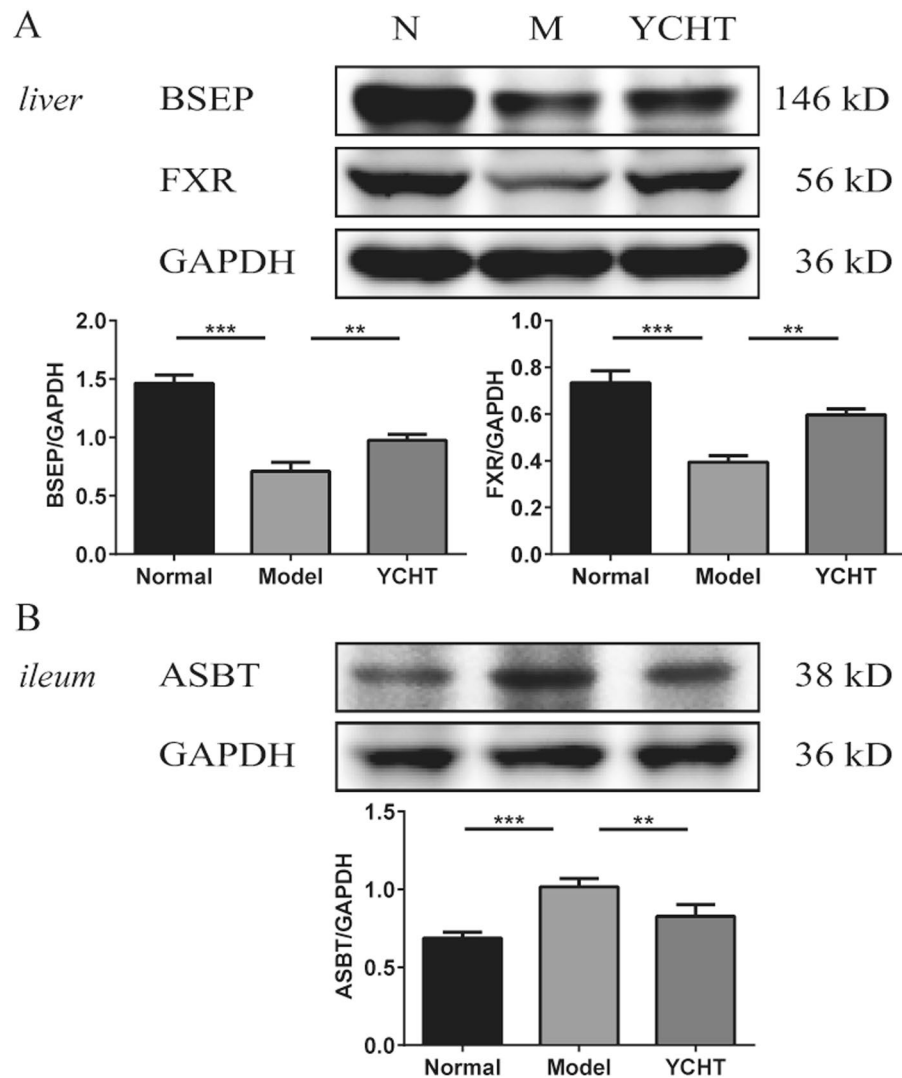 A
N M YCHT
liver BSEP 146 kD
FXR 56 kD
GAPDH 36 kD
BSEP/GAPDH
2.0
1.5
1.0
0.5
0.0
*** **
Normal Model YCHT
FXR/GAPDH
1.0
0.8
0.6
0.4
0.2
0.0
*** **
Normal Model YCHT
B
ileum ASBT 38 kD
GAPDH 36 kD
ASBT/GAPDH
1.5
1.0
0.5
0.0
*** **
Normal Model YCHT